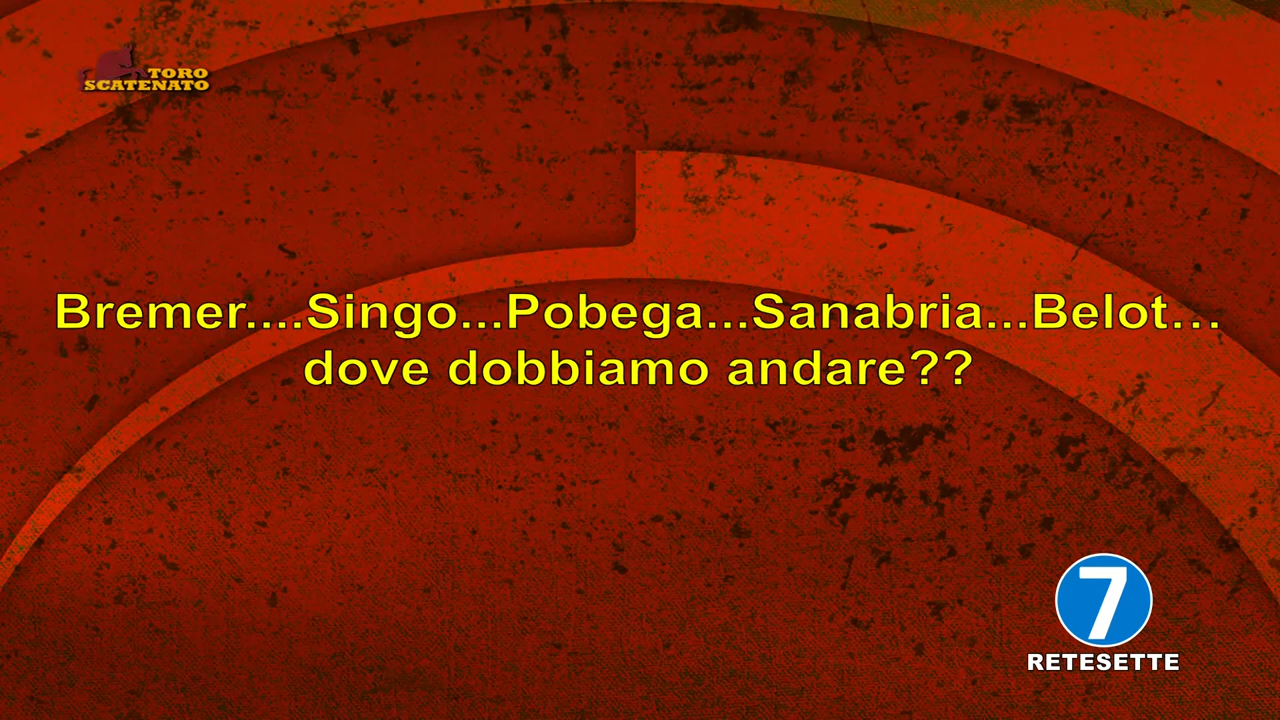 TORO
SCATENATO
Bremer....Singo...Pobega...Sanabria...Belot...
dove dobbiamo andare??
7
RETESETTE